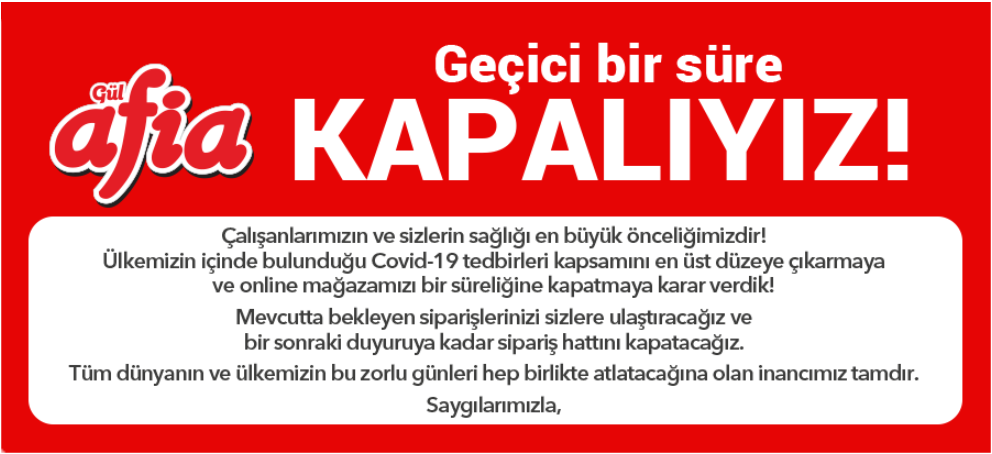 Gül
afia
Geçici bir süre
KAPALIYIZ!
Çalışanlarımızın ve sizlerin sağlığı en büyük önceliğimizdir!
Ülkemizin içinde bulunduğu Covid-19 tedbirleri kapsamını en üst düzeye çıkarmaya
ve online mağazamızı bir süreliğine kapatmaya karar verdik!
Mevcutta bekleyen siparişlerinizi sizlere ulaştıracağız ve
bir sonraki duyuruya kadar sipariş hattını kapatacağız.
Tüm dünyanın ve ülkemizin bu zorlu günleri hep birlikte atlatacağına olan inancımız tamdır.
Saygılarımızla,